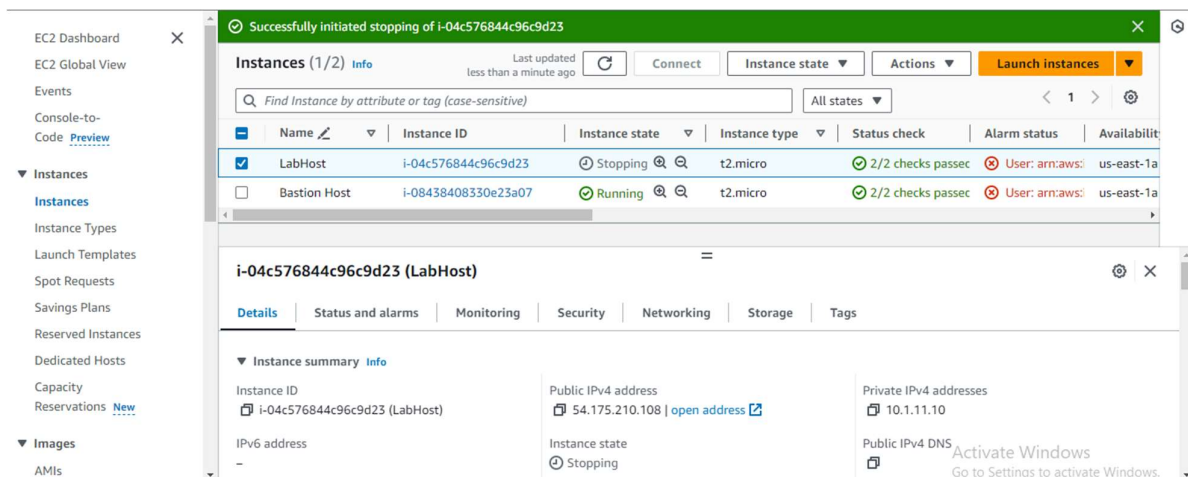 Successfully initiated stopping of i-04c576844c96c9d23
EC2 Dashboard
EC2 Global View
Events
Console-to-
Code Preview
Instances
Instances
Instance Types
Launch Templates
Spot Requests
Savings Plans
Reserved Instances
Dedicated Hosts
Capacity
Reservations New
Images
AMIs
Instances (1/2) Info
Last updated
less than a minute ago
Connect
Instance state
Actions
Launch instances
Find Instance by attribute or tag (case-sensitive)
All states
1
Name Instance ID Instance state Instance type Status check Alarm status Availabilit
LabHost i-04c576844c96c9d23 Stopping t2.micro 2/2 checks passec User: arn:aws: us-east-1a
Bastion Host i-08438408330e23a07 Running t2.micro 2/2 checks passec User: arn:aws: us-east-1a
i-04c576844c96c9d23 (LabHost)
Details Status and alarms Monitoring Security Networking Storage Tags
Instance summary Info
Instance ID
i-04c576844c96c9d23 (LabHost)
Public IPv4 address
54.175.210.108 | open address
Private IPv4 addresses
10.1.11.10
IPv6 address
–
Instance state
Stopping
Public IPv4 DNS
Activate Windows
Go to Settings to activate Windows.